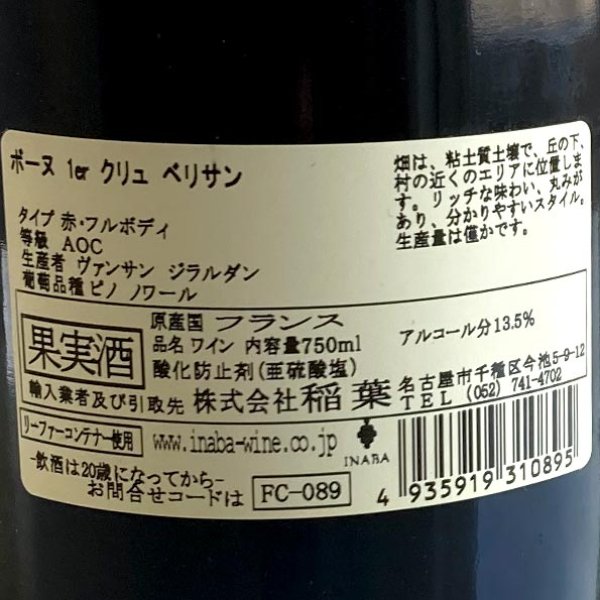 ボーヌ 1er クリュ ベリサン
タイプ 赤・フルボディ
等級 AOC
生産者 ヴァンサン ジラルダン
葡萄品種 ピノ ノワール
畑は、粘土質土壌で、丘の下、
村の近くのエリアに位置しま
す。リッチな味わい、丸みが
あり、分かりやすいスタイル。
生産量は僅かです。
果実酒
原産国 フランス
品名 ワイン 内容量750ml
酸化防止剤(亜硫酸塩)
アルコール分13.5%
輸入業者及び引取先 株式会社 稲葉
名古屋市千種区今池5-9-12
TEL (052) 741-4702
リーファーコンテナー使用
www.inaba-wine.co.jp
INABA
-飲酒は20歳になってから-
お問合せコードは FC-089
4 935919 310895